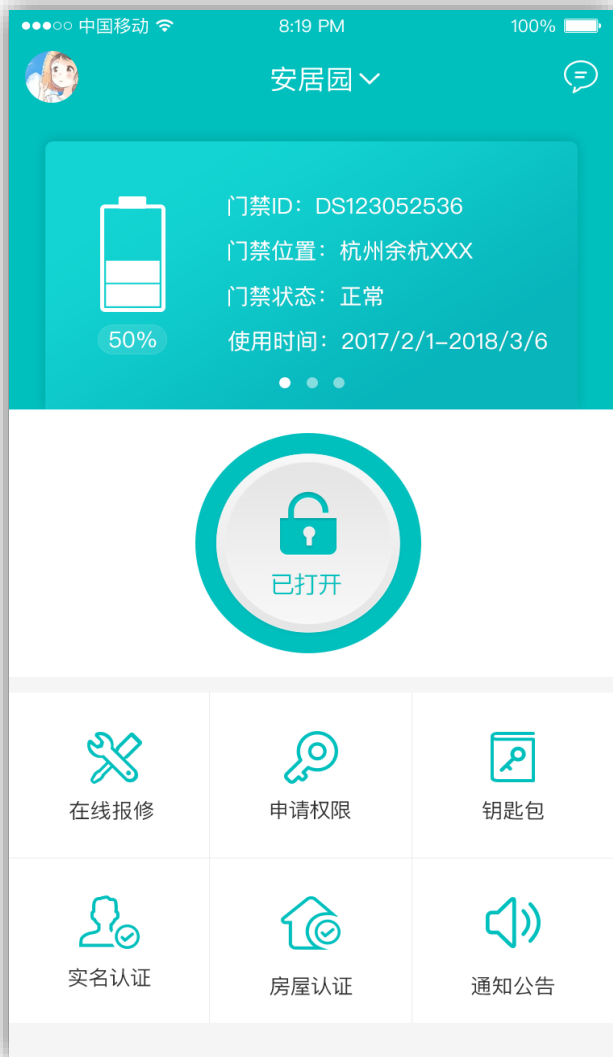 中国移动 8:19 PM 100%
安居园
门禁ID：DS123052536
门禁位置：杭州余杭XXX
门禁状态：正常
50% 使用时间：2017/2/1-2018/3/6
已打开
在线报修 申请权限 钥匙包
实名认证 房屋认证 通知公告